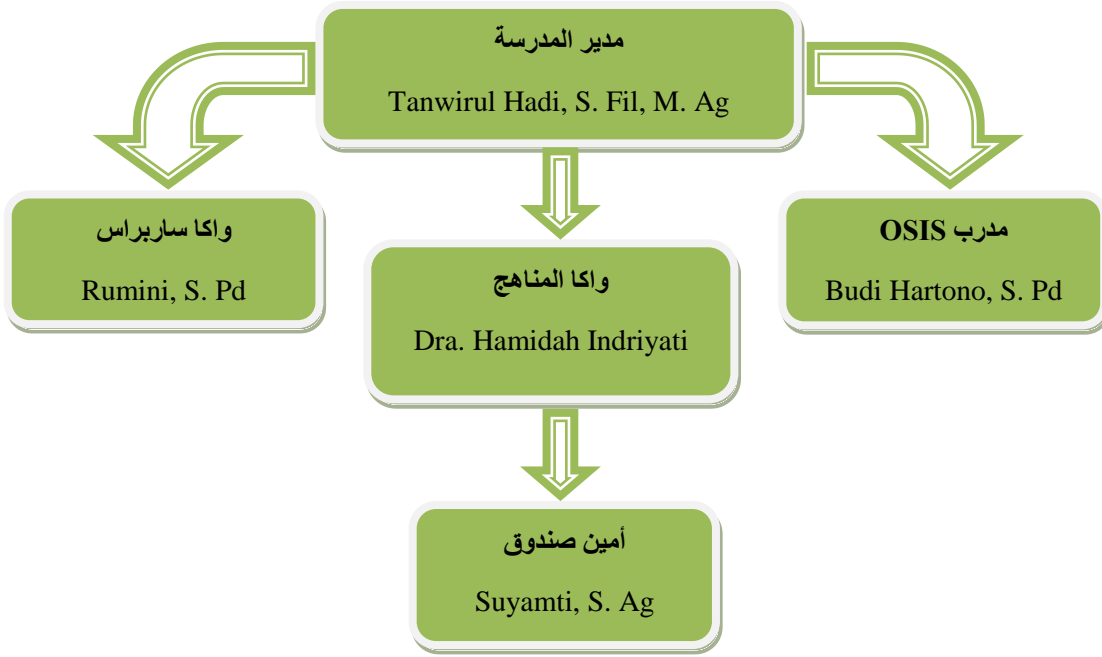 مدير المدرسة
Tanwirul Hadi, S. Fil, M. Ag
واكا ساربراس
Rumini, S. Pd
واكا المناهج
Dra. Hamidah Indriyati
مدرب OSIS
Budi Hartono, S. Pd
أمين صندوق
Suyamti, S. Ag